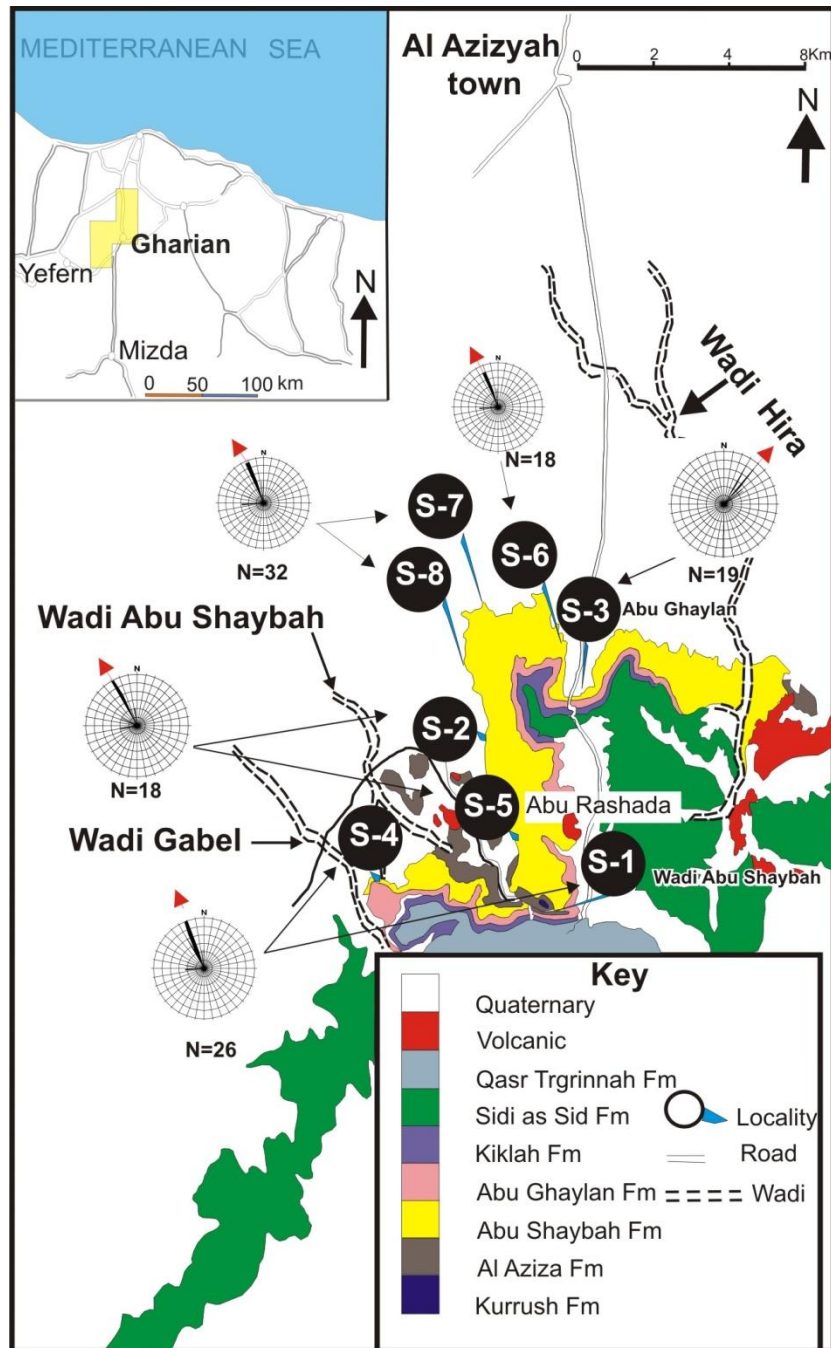 MEDITERRANEAN SEA
N
Gharian
Yefern
Mizda
0 50 100 km
Al Azizyah
town
0 2 4 8Km
N
Wadi Hira
N
N=18
N
N=32
N
N=19
S-7
S-8
S-6
S-3
Abu Ghaylan
Wadi Abu Shaybah
N
N=18
S-2
S-5
Abu Rashada
Wadi Gabel
S-4
S-1
Wadi Abu Shaybah
N
N=26
Key
Quaternary
Volcanic
Qasr Trgrinnah Fm
Sidi as Sid Fm
Kiklah Fm
Abu Ghaylan Fm
Abu Shaybah Fm
Al Aziza Fm
Kurrush Fm
Locality
Road
Wadi